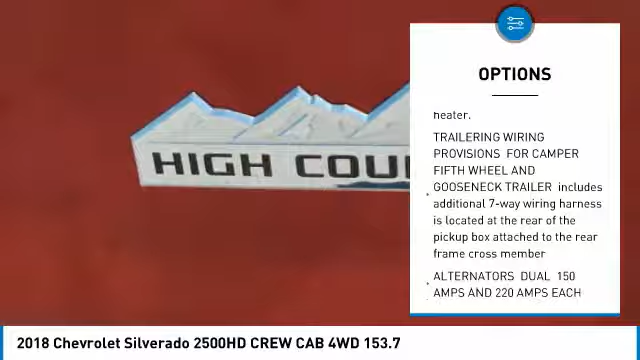 HIGH COU
OPTIONS
heater.
TRAILERING WIRING
PROVISIONS FOR CAMPER
FIFTH WHEEL AND
GOOSENECK TRAILER includes
additional 7-way wiring harness
is located at the rear of the
pickup box attached to the rear
frame cross member
ALTERNATORS DUAL 150
AMPS AND 220 AMPS EACH
2018 Chevrolet Silverado 2500HD CREW CAB 4WD 153.7